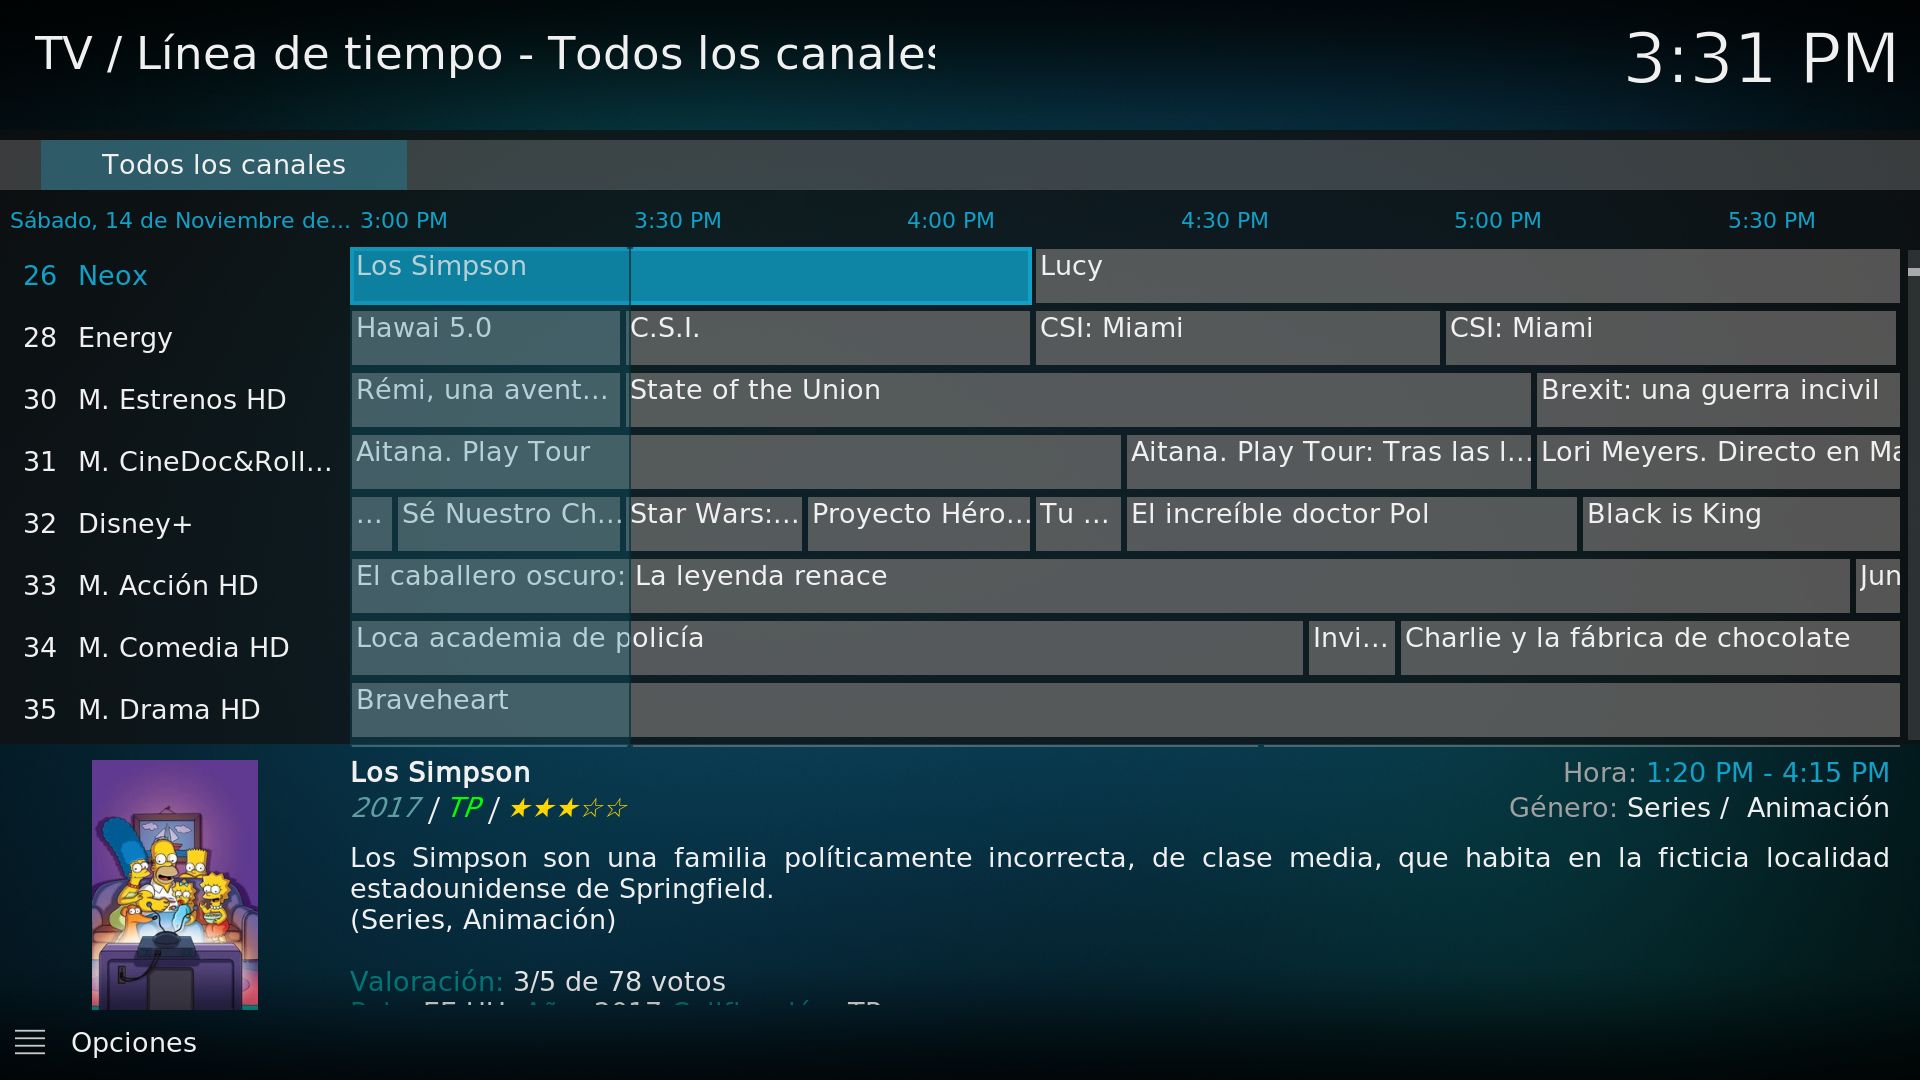 TV / Línea de tiempo - Todos los canales
3:31 PM
Todos los canales
Sábado, 14 de Noviembre de... 3:00 PM 3:30 PM 4:00 PM 4:30 PM 5:00 PM 5:30 PM
26 Neox Los Simpson Lucy
28 Energy Hawai 5.0 C.S.I. CSI: Miami CSI: Miami
30 M. Estrenos HD Rémi, una avent... State of the Union Brexit: una guerra incivil
31 M. CineDoc&Roll... Aitana. Play Tour Aitana. Play Tour: Tras las l... Lori Meyers. Directo en Ma
32 Disney+ ... Sé Nuestro Ch... Star Wars:... Proyecto Héro... Tu ... El increíble doctor Pol Black is King
33 M. Acción HD El caballero oscuro: La leyenda renace Jun
34 M. Comedia HD Loca academia de policía Invi... Charlie y la fábrica de chocolate
35 M. Drama HD Braveheart
Los Simpson Hora: 1:20 PM - 4:15 PM
2017 / TP / ★★★☆☆ Género: Series / Animación
Los Simpson son una familia políticamente incorrecta, de clase media, que habita en la ficticia localidad
estadounidense de Springfield.
(Series, Animación)
Valoración: 3/5 de 78 votos
Opciones